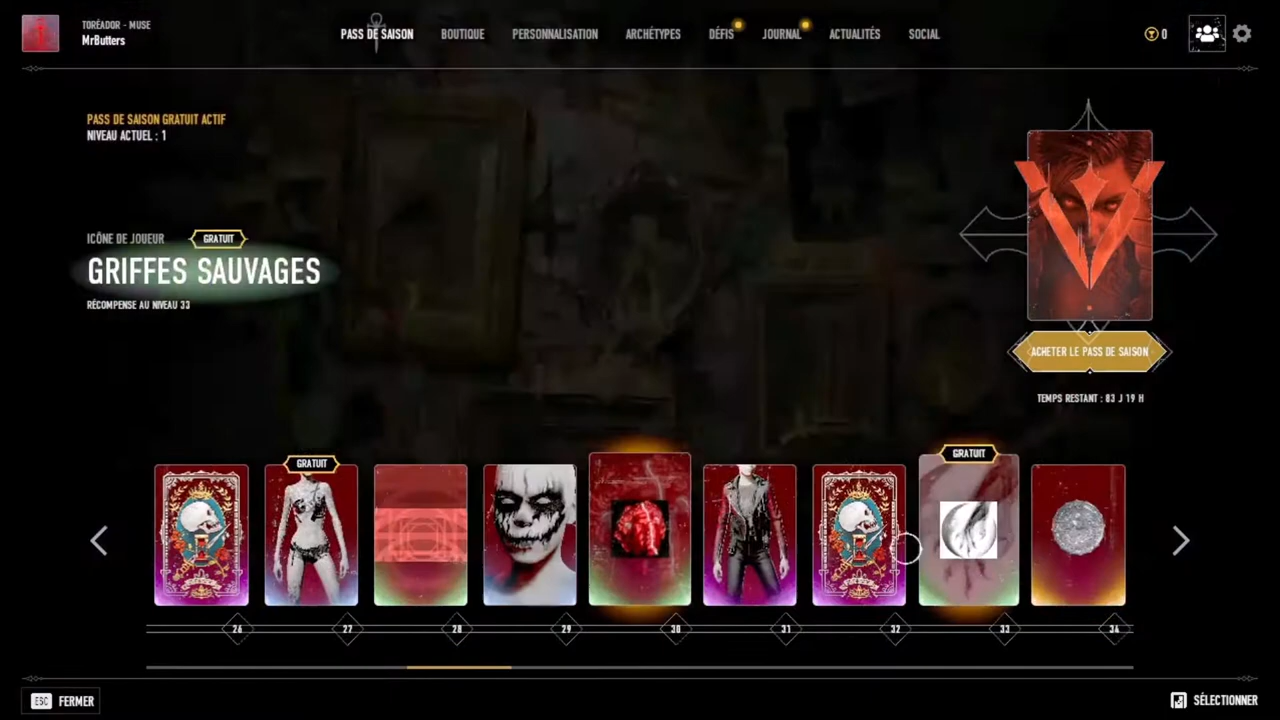 TORÉADOR - MUSE
MrButters
PASS DE SAISON
BOUTIQUE
PERSONNALISATION
ARCHÉTYPES
DÉFIS
JOURNAL
ACTUALITÉS
SOCIAL
0
PASS DE SAISON GRATUIT ACTIF
NIVEAU ACTUEL : 1
ICÔNE DE JOUEUR
GRATUIT
GRIFFES SAUVAGES
RÉCOMPENSE AU NIVEAU 33
ACHETER LE PASS DE SAISON
TEMPS RESTANT : 83 J 19 H
GRATUIT
GRATUIT
26
27
28
29
30
31
32
33
34
ESC FERMER
SÉLECTIONNER